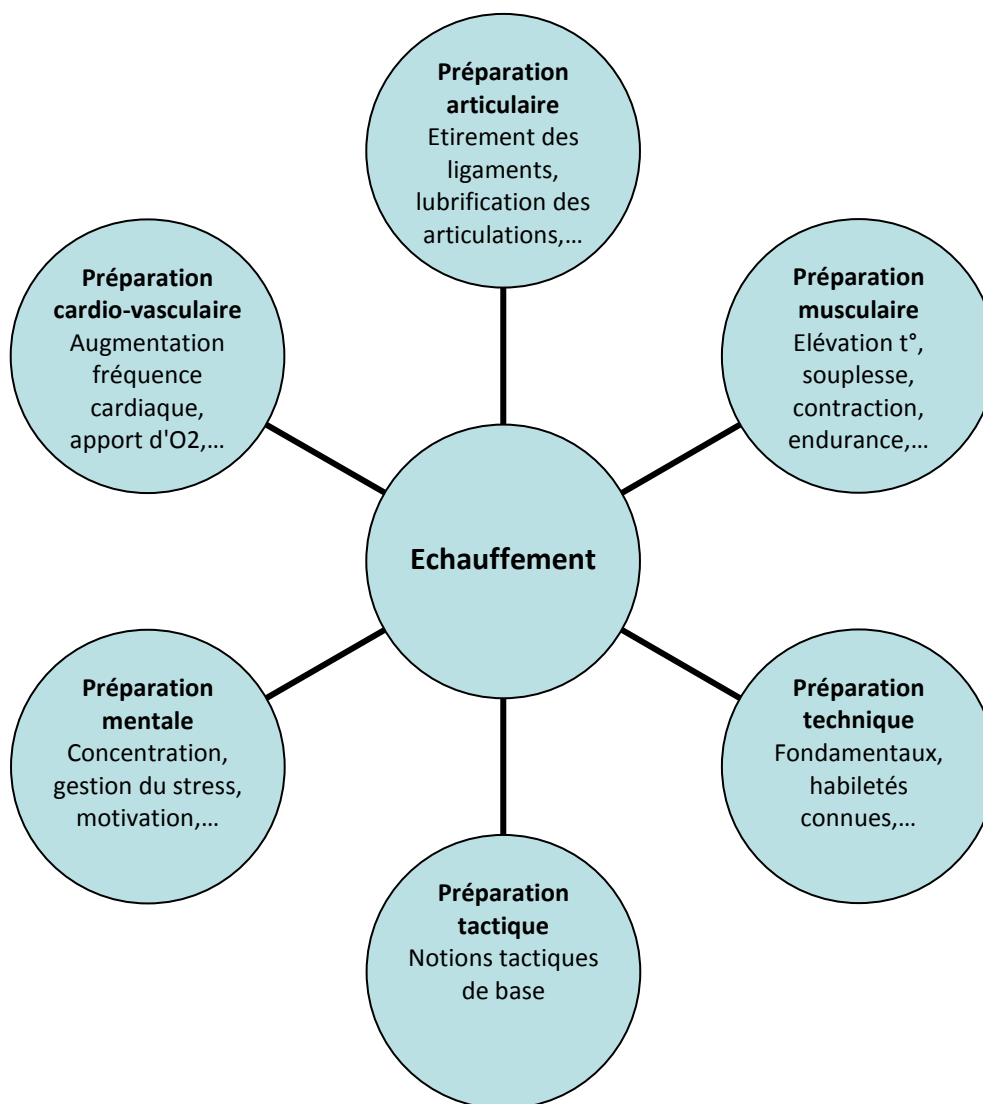 Préparation
articulaire
Etirement des
ligaments,
lubrification des
articulations,…
Préparation
cardio-vasculaire
Augmentation
fréquence
cardiaque,
apport d'O2,…
Préparation
musculaire
Elévation t°,
souplesse,
contraction,
endurance,…
Echauffement
Préparation
mentale
Concentration,
gestion du stress,
motivation,…
Préparation
technique
Fondamentaux,
habiletés
connues,…
Préparation
tactique
Notions tactiques
de base